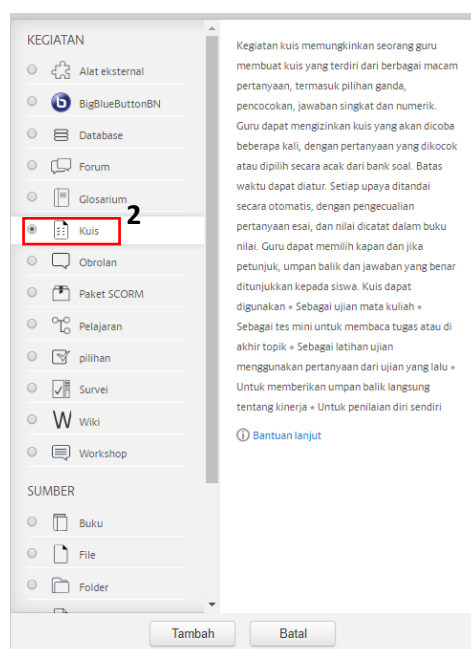 KEGIATAN
Alat eksternal
BigBlueButtonBN
Database
Forum
Glosarium
2
Kuis
Obrolan
Paket SCORM
Pelajaran
pilihan
Survei
Wiki
Workshop
SUMBER
Buku
File
Folder
Kegiatan kuis memungkinkan seorang guru
membuat kuis yang terdiri dari berbagai macam
pertanyaan, termasuk pilihan ganda,
pencocokan, jawaban singkat dan numerik.
Guru dapat mengizinkan kuis yang akan dicoba
beberapa kali, dengan pertanyaan yang dikocok
atau dipilih secara acak dari bank soal. Batas
waktu dapat diatur. Setiap upaya ditandai
secara otomatis, dengan pengecualian
pertanyaan esai, dan nilai dicatat dalam buku
nilai. Guru dapat memilih kapan dan jika
petunjuk, umpan balik dan jawaban yang benar
ditunjukkan kepada siswa. Kuis dapat
digunakan * Sebagai ujian mata kuliah *
Sebagai tes mini untuk membaca tugas atau di
akhir topik * Sebagai latihan ujian
menggunakan pertanyaan dari ujian yang lalu *
Untuk memberikan umpan balik langsung
tentang kinerja * Untuk penilaian diri sendiri
Bantuan lanjut
Tambah
Batal